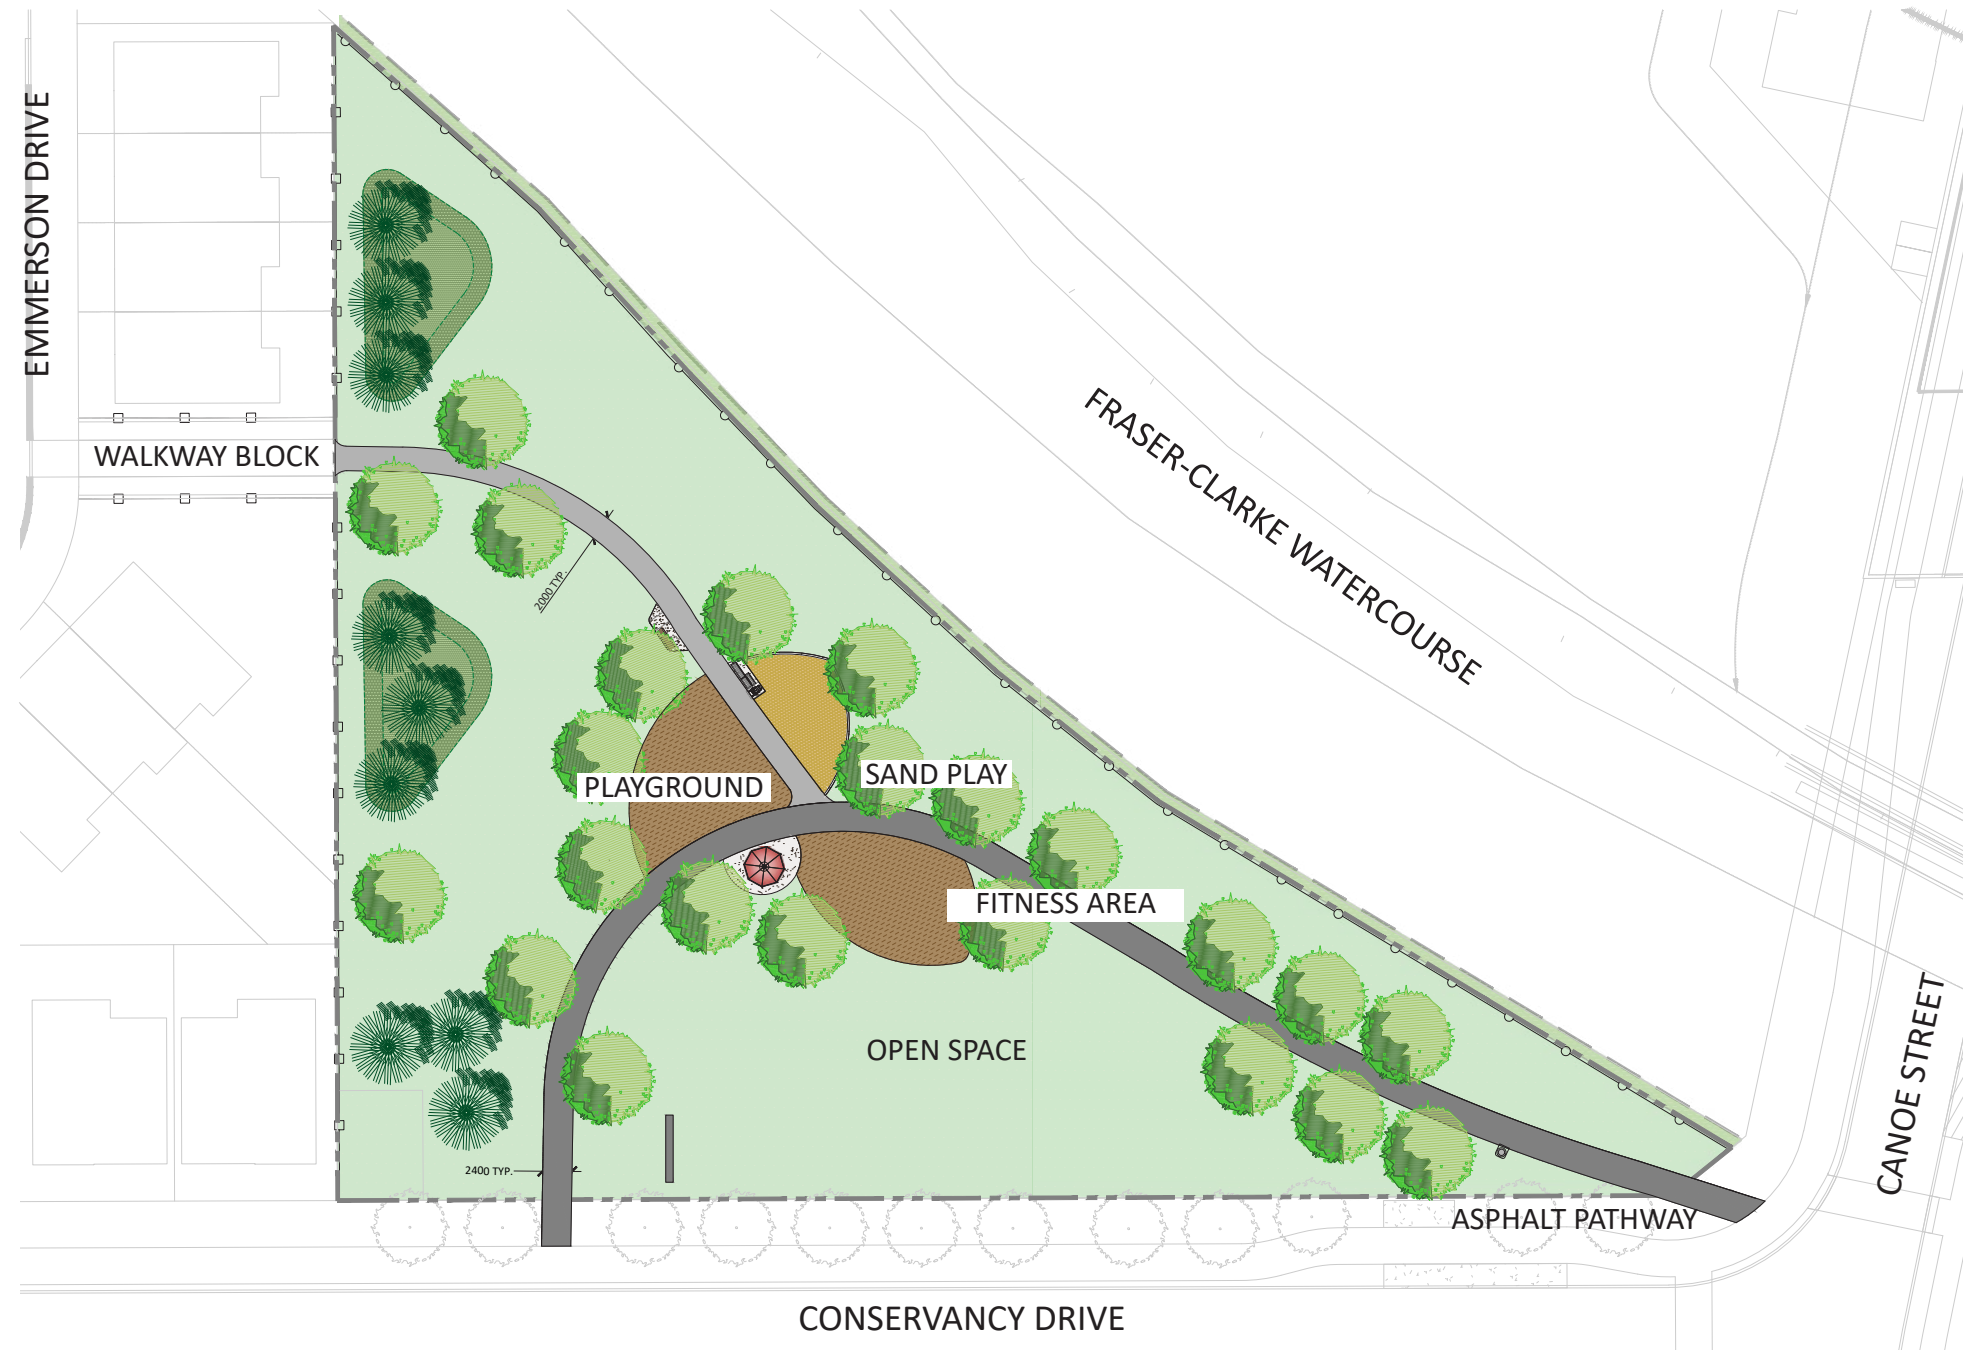 EMMERSON DRIVE
WALKWAY BLOCK
FRASER-CLARKE WATERCOURSE
2000 TYP.
SAND PLAY
PLAYGROUND
FITNESS AREA
OPEN SPACE
CANOE STREET
2400 TYP.
ASPHALT PATHWAY
CONSERVANCY DRIVE